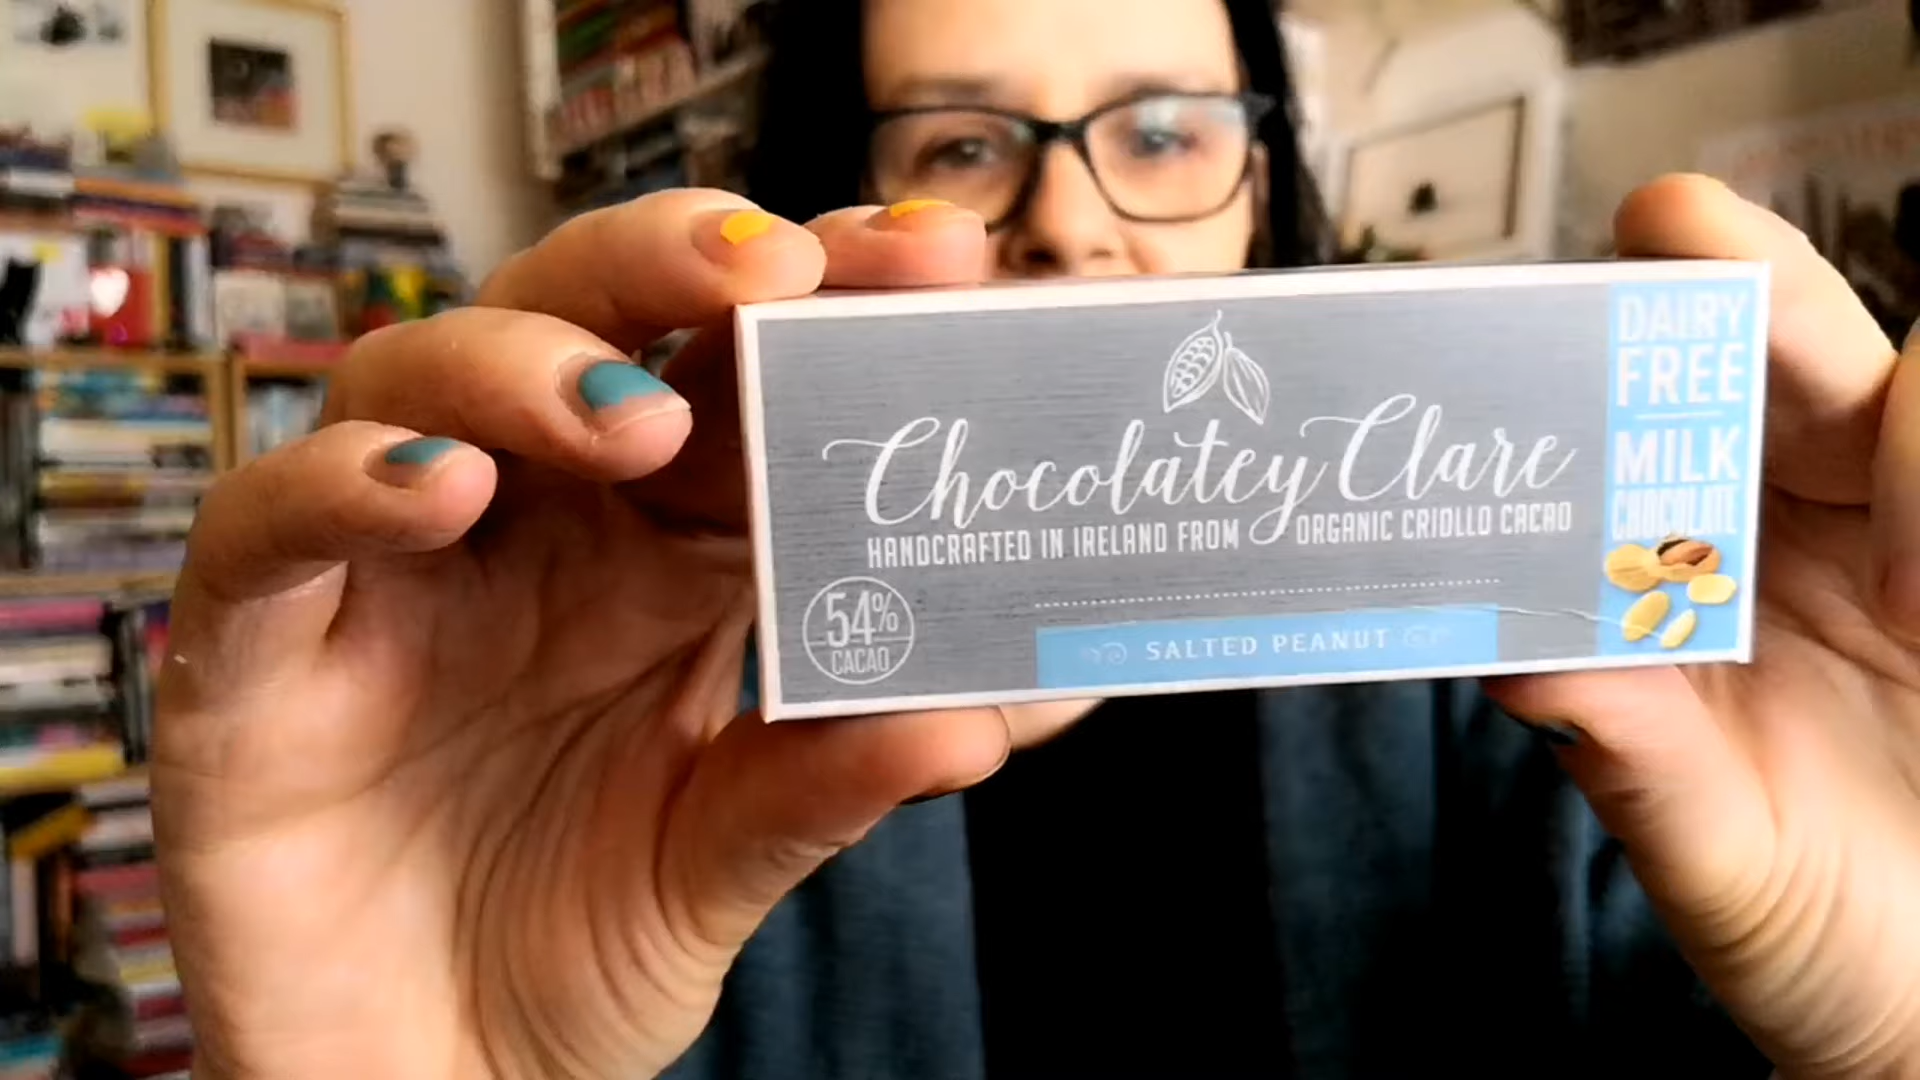 Chocolatey Clare
HANDCRAFTED IN IRELAND FROM ORGANIC CRIOLLO CACAO
54%
CACAO
SALTED PEANUT
DAIRY
FREE
MILK
CHOCOLATE